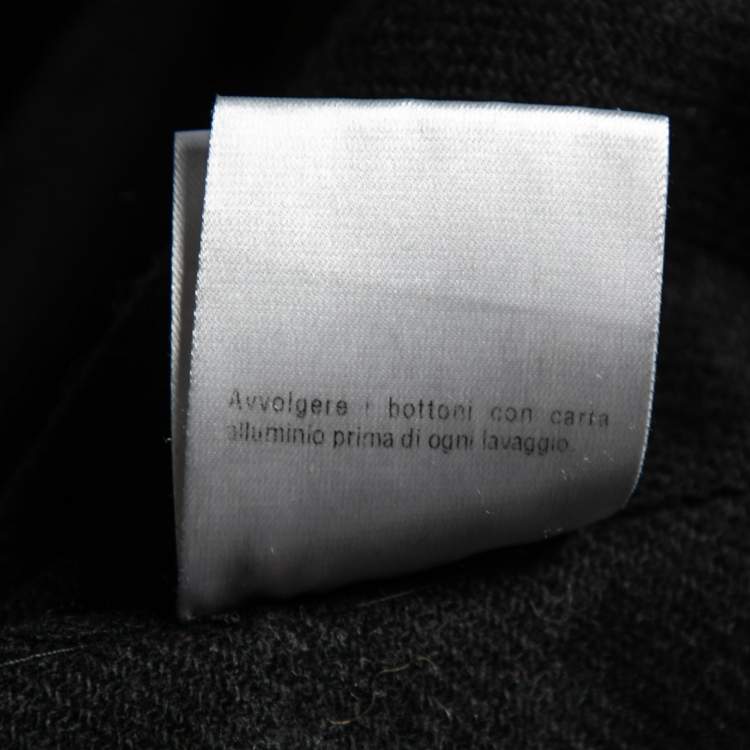 Avvolgere i bottoni con carta
alluminio prima di ogni lavaggio.